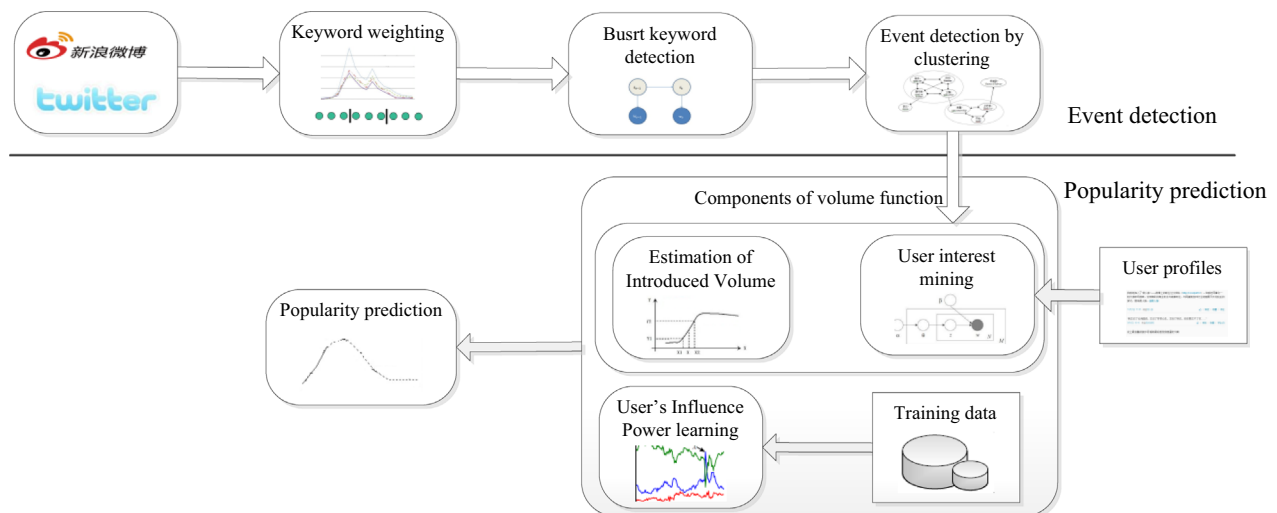 新浪微博
twitter
Keyword weighting
Busrt keyword
detection
Event detection by
clustering
Event detection
Popularity prediction
Components of volume function
Estimation of
Introduced Volume
User interest
mining
β
M
User profiles
Popularity prediction
User's Influence
Power learning
Training data